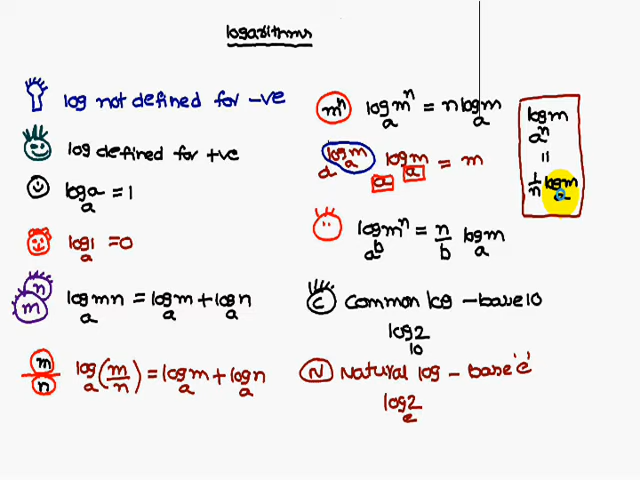 logarithms
log not defined for -ve
log defined for +ve
log_a a = 1
log_a 1 = 0
n
m
log_a mn = log_a m + log_a n
m
n
log_a (m/n) = log_a m + log_a n
m^n log_a m^n = n log_a m
a^(log_a m) a log_a m = m
log_(a^b) m^n = n/b log_a m
C Common log - base 10
log_10 2
N Natural log - base 'e'
log_e 2
log_(a^n) m
=
1/n log_a m